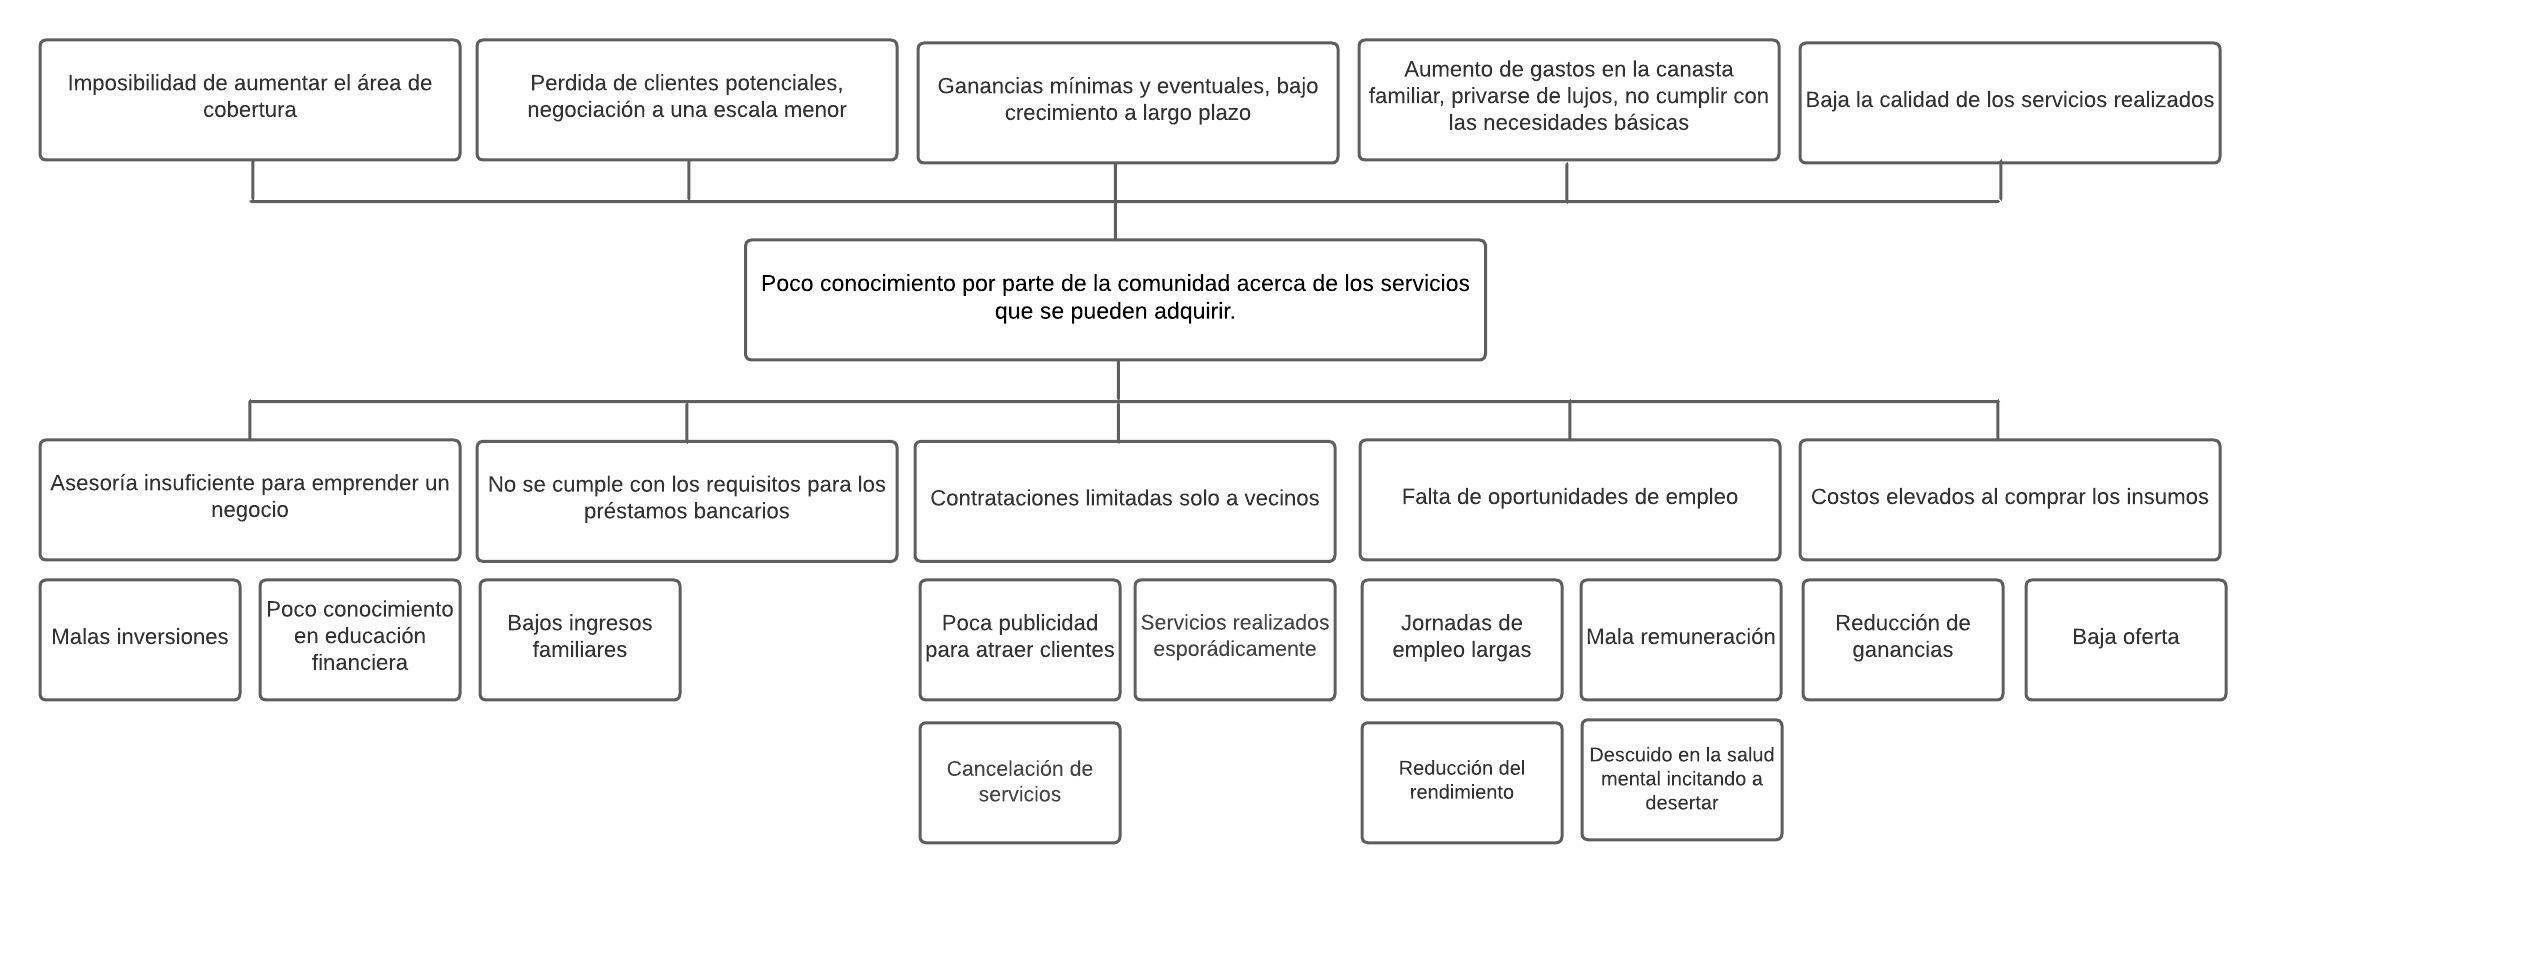 Imposibilidad de aumentar el área de
cobertura
Perdida de clientes potenciales,
negociación a una escala menor
Ganancias mínimas y eventuales, bajo
crecimiento a largo plazo
Aumento de gastos en la canasta
familiar, privarse de lujos, no cumplir con
las necesidades básicas
Baja la calidad de los servicios realizados
Poco conocimiento por parte de la comunidad acerca de los servicios
que se pueden adquirir.
Asesoría insuficiente para emprender un
negocio
No se cumple con los requisitos para los
préstamos bancarios
Contrataciones limitadas solo a vecinos
Falta de oportunidades de empleo
Costos elevados al comprar los insumos
Malas inversiones
Poco conocimiento
en educación
financiera
Bajos ingresos
familiares
Poca publicidad
para atraer clientes
Servicios realizados
esporádicamente
Jornadas de
empleo largas
Mala remuneración
Reducción de
ganancias
Baja oferta
Cancelación de
servicios
Reducción del
rendimiento
Descuido en la salud
mental incitando a
desertar